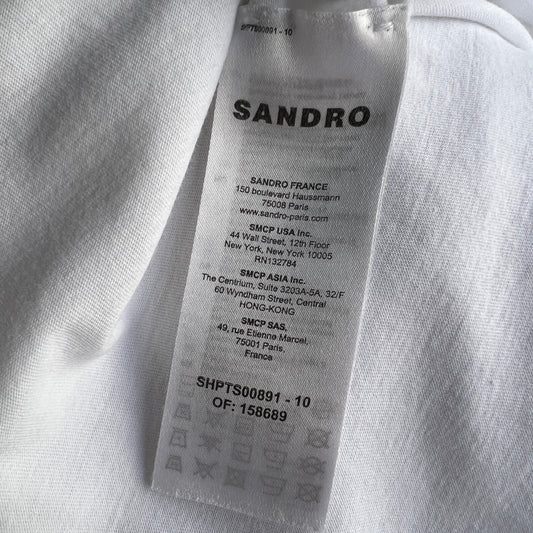 SHPTS00891 - 10
SANDRO
SANDRO FRANCE
150 boulevard Haussmann
75008 Paris
www.sandro-paris.com
SMCP USA Inc.
44 Wall Street, 12th Floor
New York, New York 10005
RN132784
SMCP ASIA Inc.
The Centrium, Suite 3203A-5A, 32/F
60 Wyndham Street, Central
HONG-KONG
SMCP SAS,
49, rue Etienne Marcel,
75001 Paris,
France
SHPTS00891 - 10
OF: 158689